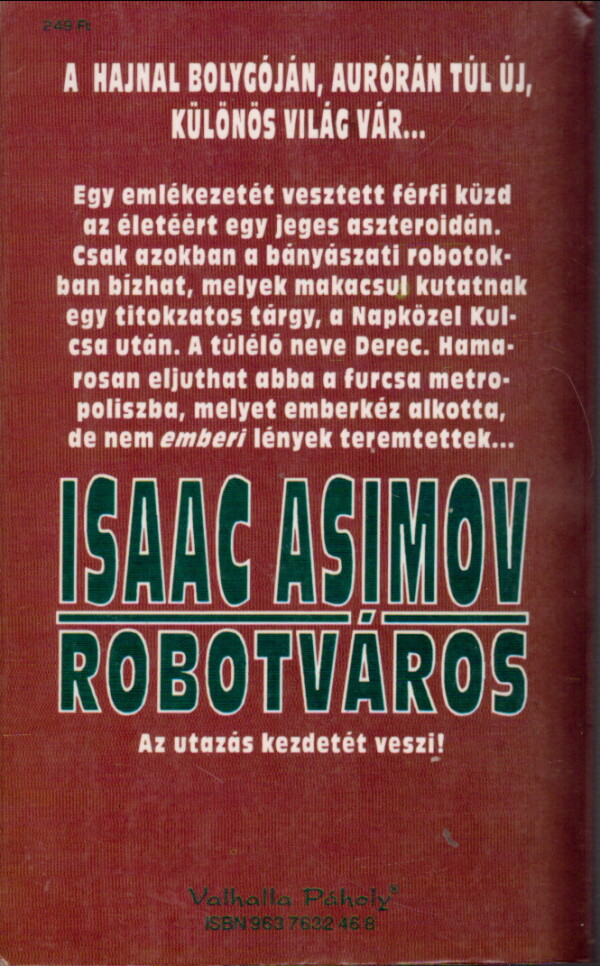 249 Ft
A HAJNAL BOLYGÓJÁN, AURÓRÁN TÚL ÚJ,
KÜLÖNÖS VILÁG VÁR...
Egy emlékezetét vesztett férfi küzd
az életéért egy jeges aszteroidán.
Csak azokban a bányászati robotok-
ban bízhat, melyek makacsul kutatnak
egy titokzatos tárgy, a Napközel Kul-
csa után. A túlélő neve Derec. Hama-
rosan eljuthat abba a furcsa metro-
poliszba, melyet emberkéz alkotta,
de nem emberi lények teremtettek...
ISAAC ASIMOV
ROBOTVÁROS
Az utazás kezdetét veszi!
Valhalla Páholy®
ISBN 963 7632 46 8